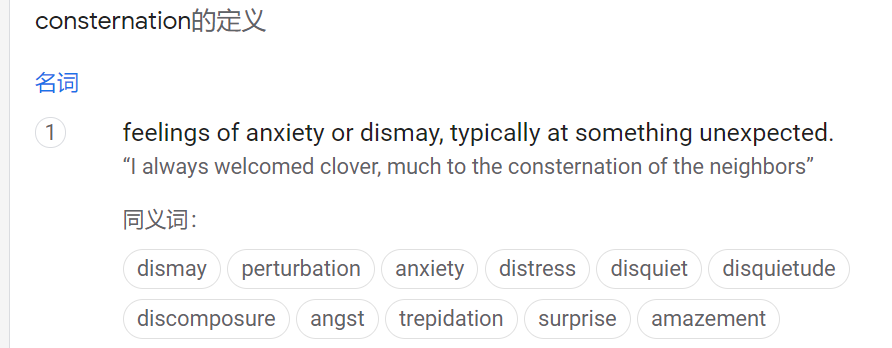 consternation的定义
名词
1 feelings of anxiety or dismay, typically at something unexpected.
“I always welcomed clover, much to the consternation of the neighbors”
同义词：
dismay perturbation anxiety distress disquiet disquietude
discomposure angst trepidation surprise amazement